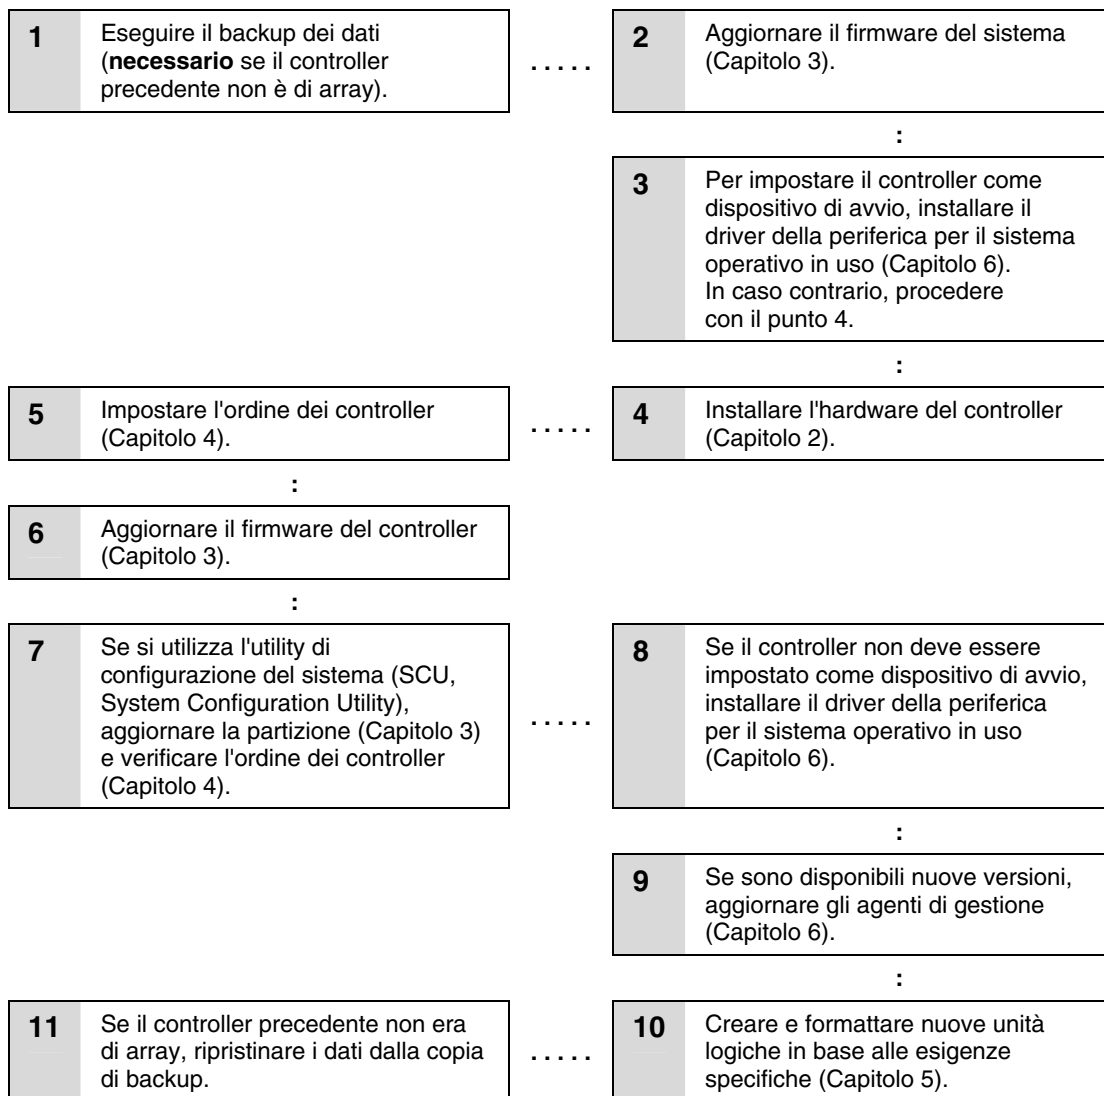 1
Eseguire il backup dei dati
(necessario se il controller
precedente non è di array).
. . . . .
2
Aggiornare il firmware del sistema
(Capitolo 3).
:
3
Per impostare il controller come
dispositivo di avvio, installare il
driver della periferica per il sistema
operativo in uso (Capitolo 6).
In caso contrario, procedere
con il punto 4.
:
4
Installare l'hardware del controller
(Capitolo 2).
. . . . .
5
Impostare l'ordine dei controller
(Capitolo 4).
:
6
Aggiornare il firmware del controller
(Capitolo 3).
:
7
Se si utilizza l'utility di
configurazione del sistema (SCU,
System Configuration Utility),
aggiornare la partizione (Capitolo 3)
e verificare l'ordine dei controller
(Capitolo 4).
. . . . .
8
Se il controller non deve essere
impostato come dispositivo di avvio,
installare il driver della periferica
per il sistema operativo in uso
(Capitolo 6).
:
9
Se sono disponibili nuove versioni,
aggiornare gli agenti di gestione
(Capitolo 6).
:
10
Creare e formattare nuove unità
logiche in base alle esigenze
specifiche (Capitolo 5).
. . . . .
11
Se il controller precedente non era
di array, ripristinare i dati dalla copia
di backup.